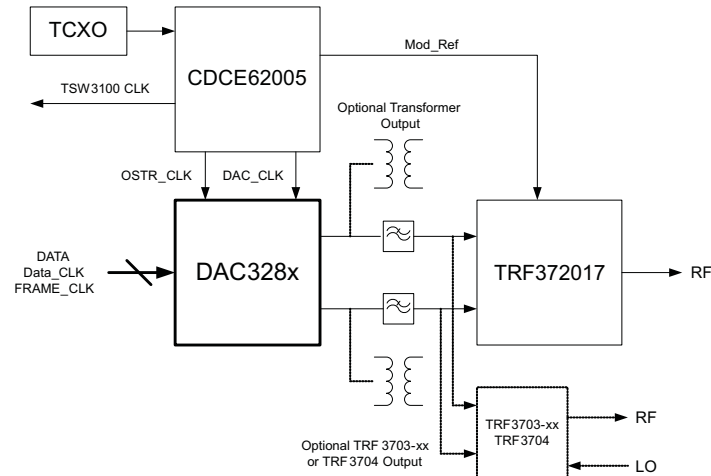 TCXO
CDCE62005
Mod_Ref
TSW3100 CLK
Optional Transformer
Output
OSTR_CLK
DAC_CLK
DATA
Data_CLK
FRAME_CLK
DAC328x
TRF372017
RF
Optional TRF 3703-xx
or TRF3704 Output
TRF3703-xx
TRF3704
RF
LO